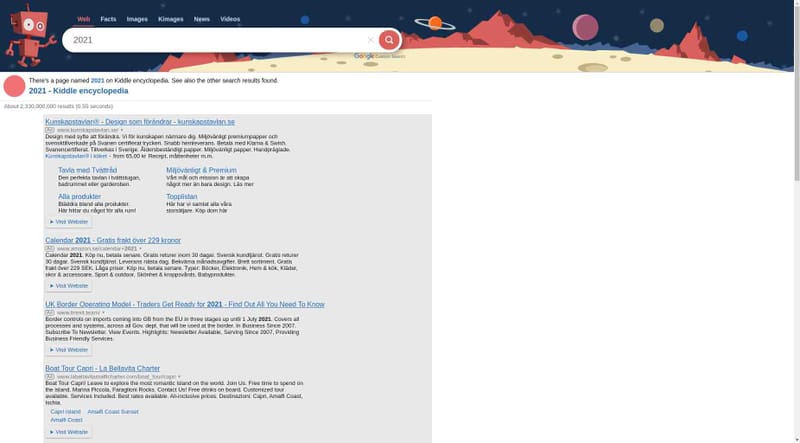 Web Facts Images Kimages News Videos
2021
Google Custom Search
There's a page named 2021 on Kiddle encyclopedia. See also the other search results found.
2021 - Kiddle encyclopedia
About 2,330,000,000 results (0.55 seconds)
Kunskapstavlan® - Design som förändrar - kunskapstavlan.se
Ad www.kunskapstavlan.se/
Design med syfte att förändra. Vi för kunskapen närmare dig. Miljövänligt premiumpapper och
svensktillverkade på Svanen certifierat tryckeri. Snabb hemleverans. Betala med Klarna & Swish.
Svanencertifierat. Tillverkas i Sverige. Åldersbeständigt papper. Miljövänligt papper. Handpräglade.
Kunskapstavlan® i köket - from 65,00 kr Recept, måttenheter m.m.
Tavla med Tvättråd
Den perfekta tavlan i tvättstugan,
badrummet eller garderoben.
Miljövänligt & Premium
Vårt mål och mission är att skapa
något mer än bara design. Läs mer
Alla produkter
Bläddra bland alla produkter.
Här hittar du något för alla rum!
Topplistan
Här har vi samlat alla våra
storsäljare. Köp dom här
Visit Website
Calendar 2021 - Gratis frakt över 229 kronor
Ad www.amazon.se/calendar+2021
Calendar 2021. Köp nu, betala senare. Gratis returer inom 30 dagar. Svensk kundtjänst. Gratis returer
30 dagar. Svensk kundtjänst. Leverans nästa dag. Bekväma månadsavgifter. Brett sortiment. Gratis
frakt över 229 SEK. Låga priser. Köp nu, betala senare. Typer: Böcker, Elektronik, Hem & kök, Kläder,
skor & accessoarer, Sport & outdoor, Skönhet & kroppsvård, Babyprodukter.
Visit Website
UK Border Operating Model - Traders Get Ready for 2021 - Find Out All You Need To Know
Ad www.brexit.team/
Border controls on imports coming into GB from the EU in three stages up until 1 July 2021. Covers all
processes and systems, across all Gov. dept, that will be used at the border. In Business Since 2007.
Subscribe To Newsletter. View Events. Highlights: Newsletter Available, Serving Since 2007, Providing
Business Friendly Services.
Visit Website
Boat Tour Capri - La Bellavita Charter
Ad www.labellavitaamalficharter.com/boat_tour/capri
Boat Tour Capri! Leave to explore the most romantic island on the world. Join Us. Free time to spend on
the island. Marina Piccola, Faraglioni Rocks. Contact Us! Free drinks on board. Customized tour
available. Services Included. Best rates available. All-inclusive prices. Destinazioni: Capri, Amalfi Coast,
Ischia.
Capri Island Amalfi Coast Sunset
Amalfi Coast
Visit Website